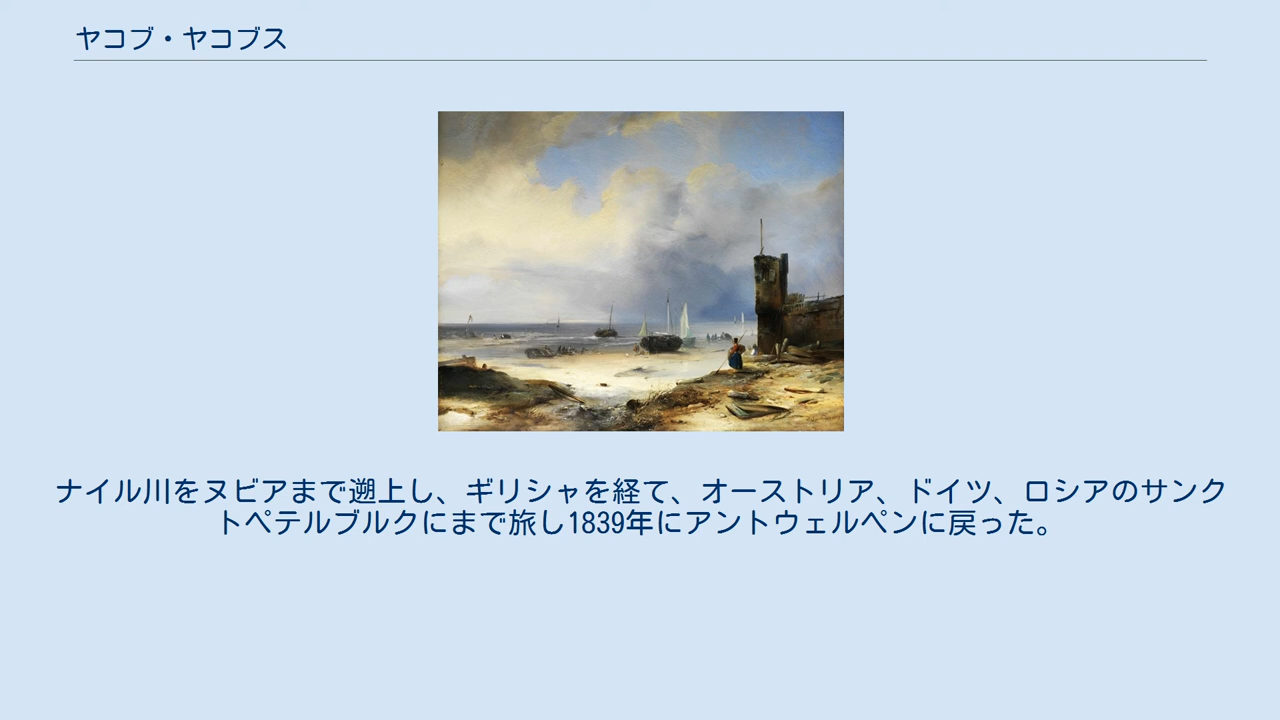 ヤコブ・ヤコブス
ナイル川をヌビアまで遡上し、ギリシャを経て、オーストリア、ドイツ、ロシアのサンク
トペテルブルクにまで旅し1839年にアントウェルペンに戻った。